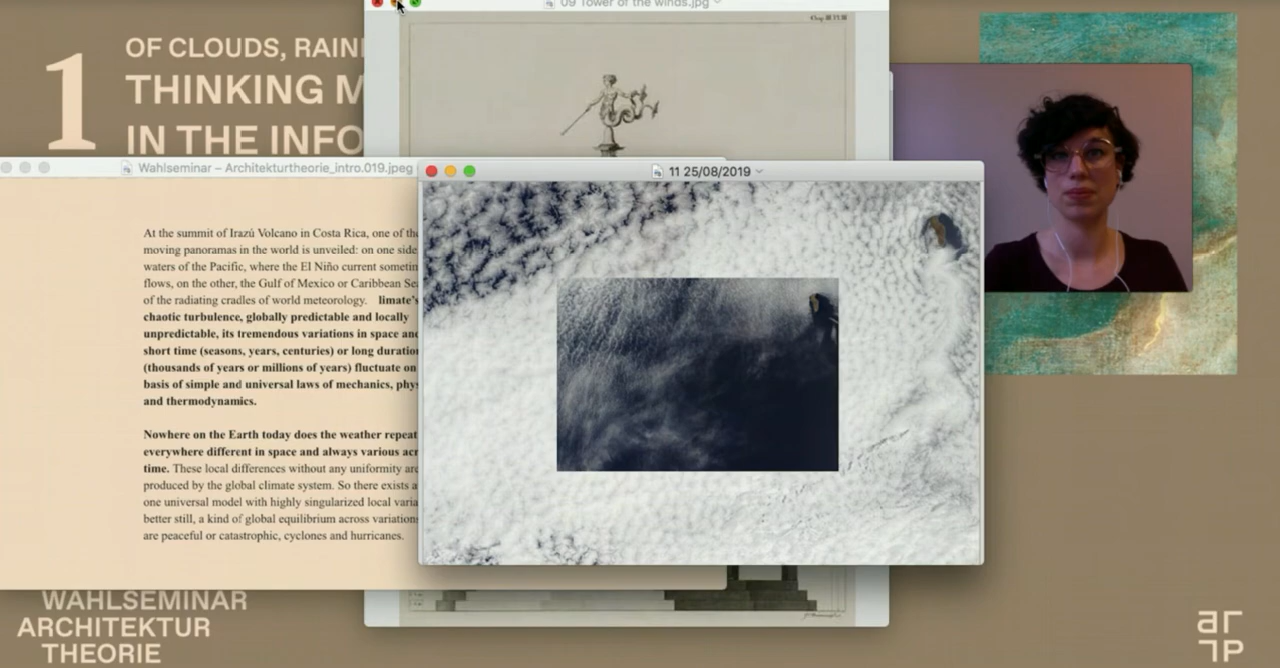 09 Tower of the winds.jpg
1
OF CLOUDS, RAIN
THINKING M
IN THE INFO
Wahlseminar – Architekturtheorie_intro.019.jpeg
11 25/08/2019
At the summit of Irazú Volcano in Costa Rica, one of the
moving panoramas in the world is unveiled: on one side
waters of the Pacific, where the El Niño current sometim
flows, on the other, the Gulf of Mexico or Caribbean Se
of the radiating cradles of world meteorology. limate's
chaotic turbulence, globally predictable and locally
unpredictable, its tremendous variations in space and
short time (seasons, years, centuries) or long duration
(thousands of years or millions of years) fluctuate on
basis of simple and universal laws of mechanics, phys
and thermodynamics.
Nowhere on the Earth today does the weather repeat
everywhere different in space and always various acr
time. These local differences without any uniformity are
produced by the global climate system. So there exists a
one universal model with highly singularized local varia
better still, a kind of global equilibrium across variations
are peaceful or catastrophic, cyclones and hurricanes.
WAHLSEMINAR
ARCHITEKTUR
THEORIE